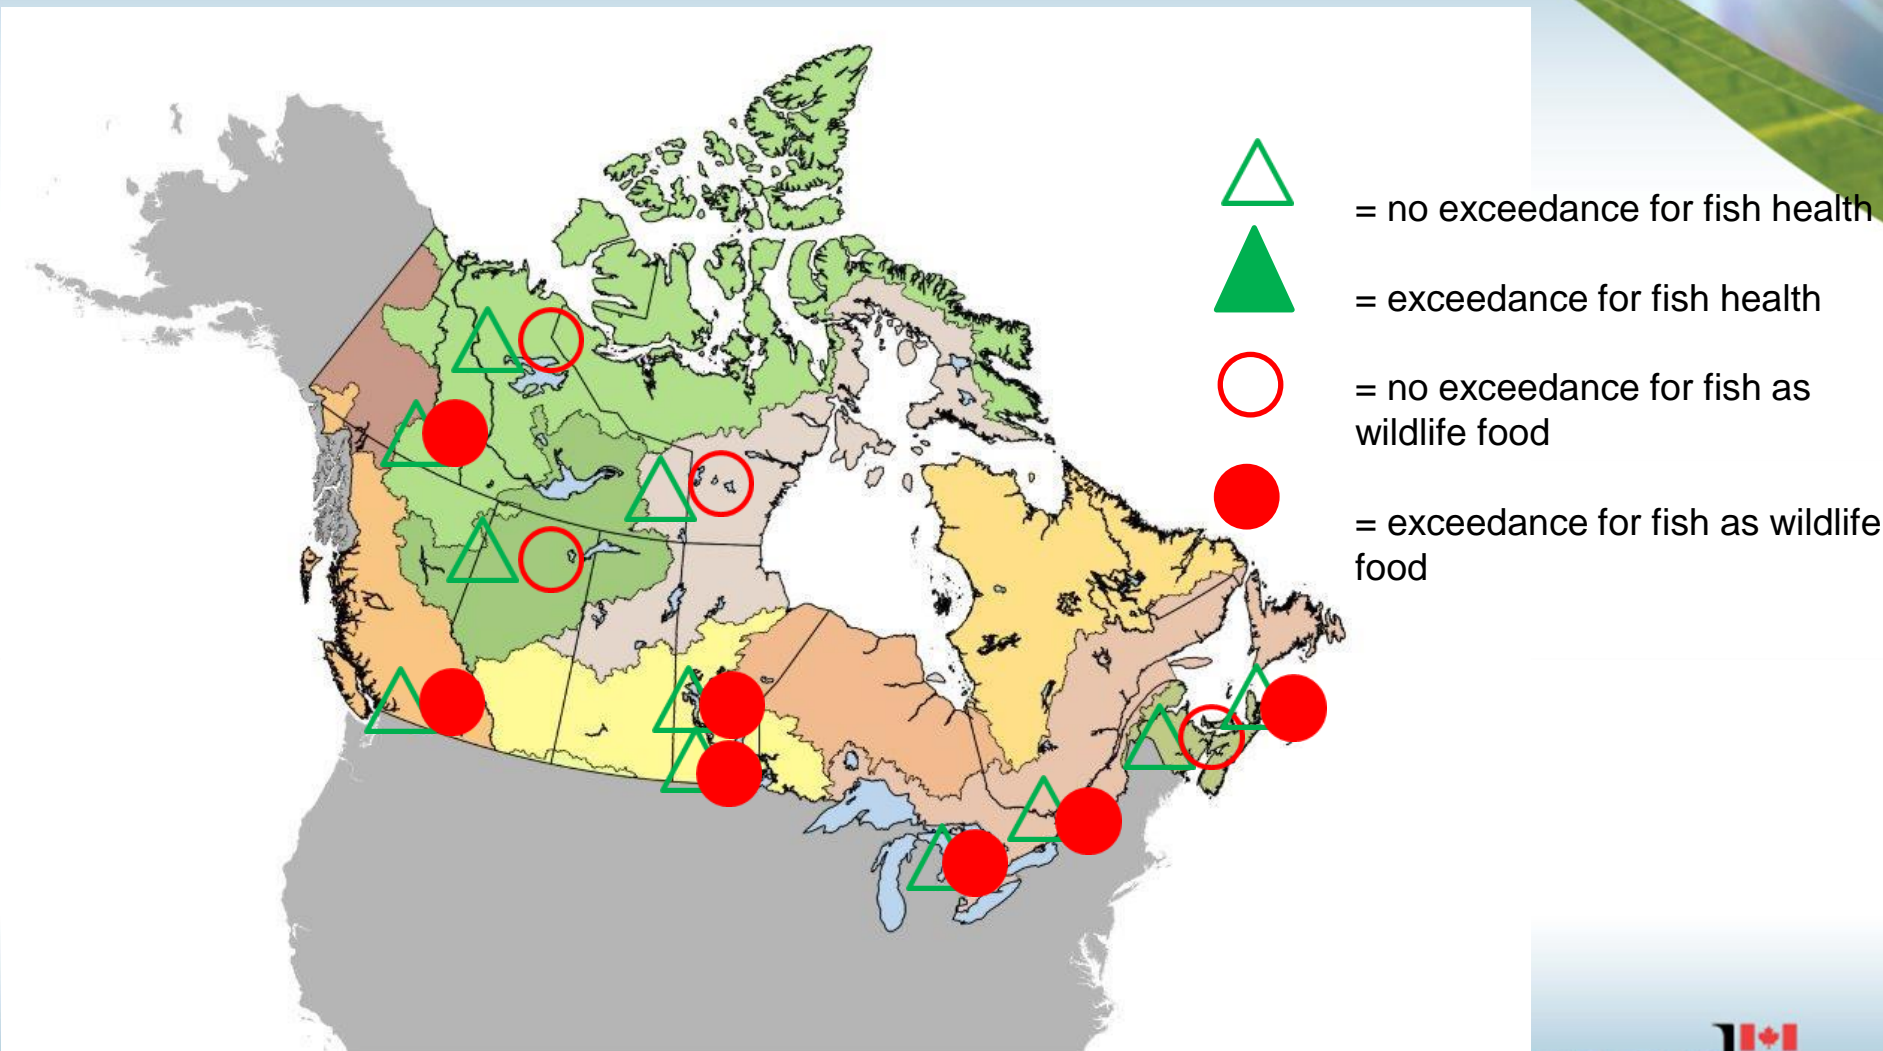 = no exceedance for fish health
= exceedance for fish health
= no exceedance for fish as
wildlife food
= exceedance for fish as wildlife
food